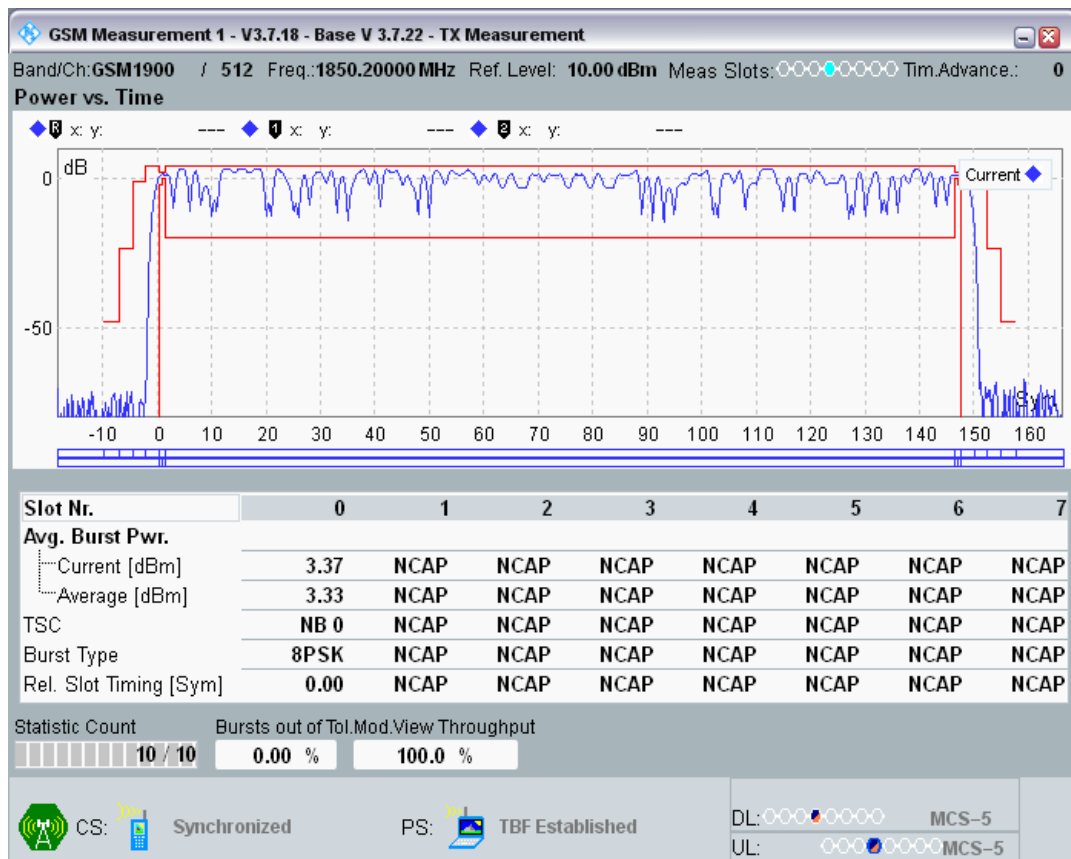 GSM Measurement 1 - V3.7.18 - Base V 3.7.22 - TX Measurement
Band/Ch:GSM1900 / 512 Freq.:1850.20000 MHz Ref. Level: 10.00 dBm Meas Slots: Tim.Advance.: 0
Power vs. Time
R x: y: --- 1 x: y: --- 2 x: y: ---
dB
0
Current
-50
Sym
-10 0 10 20 30 40 50 60 70 80 90 100 110 120 130 140 150 160
Slot Nr. 0 1 2 3 4 5 6 7
Avg. Burst Pwr.
Current [dBm] 3.37 NCAP NCAP NCAP NCAP NCAP NCAP NCAP
Average [dBm] 3.33 NCAP NCAP NCAP NCAP NCAP NCAP NCAP
TSC NB 0 NCAP NCAP NCAP NCAP NCAP NCAP NCAP
Burst Type 8PSK NCAP NCAP NCAP NCAP NCAP NCAP NCAP
Rel. Slot Timing [Sym] 0.00 NCAP NCAP NCAP NCAP NCAP NCAP NCAP
Statistic Count Bursts out of Tol.Mod.View Throughput
10 / 10 0.00 % 100.0 %
CS: Synchronized PS: TBF Established DL: MCS-5
UL: MCS-5